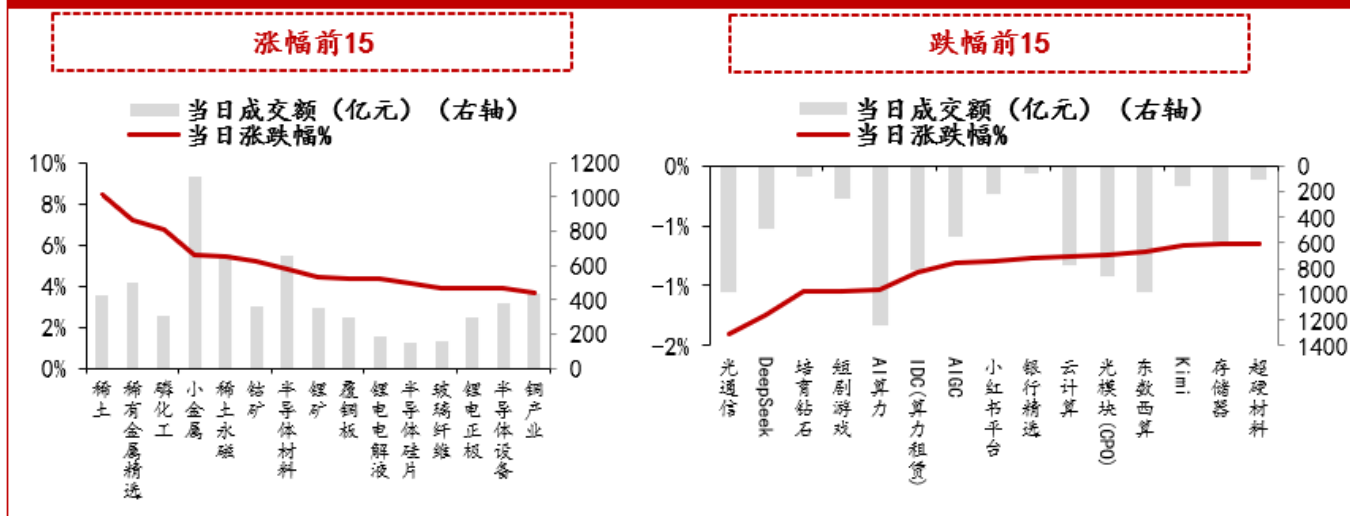 涨幅前15
当日成交额（亿元）（右轴）
当日涨跌幅%
10%
8%
6%
4%
2%
0%
1200
1000
800
600
400
200
0
稀土
稀有金属精选
磷化工
小金属
稀土永磁
钴矿
半导体材料
锂矿
覆铜板
锂电电解液
半导体硅片
玻璃纤维
锂电正极
半导体设备
铜产业
跌幅前15
当日成交额（亿元）（右轴）
当日涨跌幅%
0%
-1%
-1%
-2%
0
200
400
600
800
1000
1200
1400
光通信
DeepSeek
培育钻石
短剧游戏
AI算力
IDC(算力租赁)
AIGC
小红书平台
银行精选
云计算
光模块(CPO)
东数西算
Kimi
存储器
超硬材料